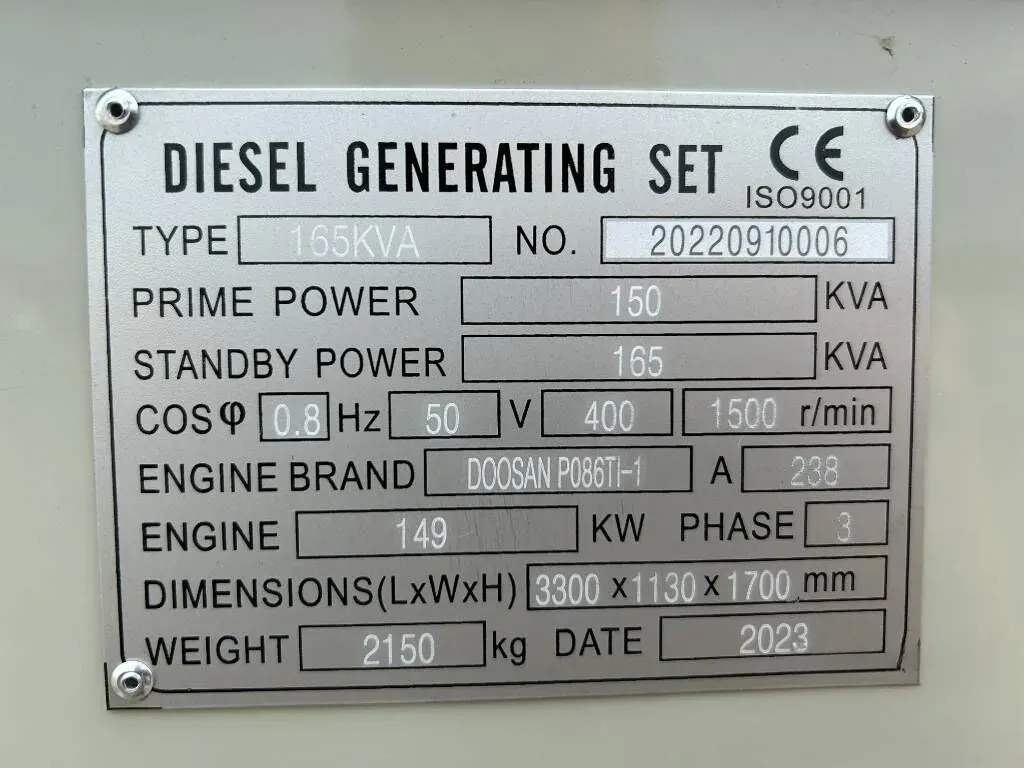 DIESEL GENERATING SET CE
ISO9001
TYPE 165KVA NO. 20220910006
PRIME POWER 150 KVA
STANDBY POWER 165 KVA
COSφ 0.8 Hz 50 V 400 1500 r/min
ENGINE BRAND DOOSAN P086TI-1 A 238
ENGINE 149 KW PHASE 3
DIMENSIONS(LxWxH) 3300 x1130 x 1700 mm
WEIGHT 2150 kg DATE 2023